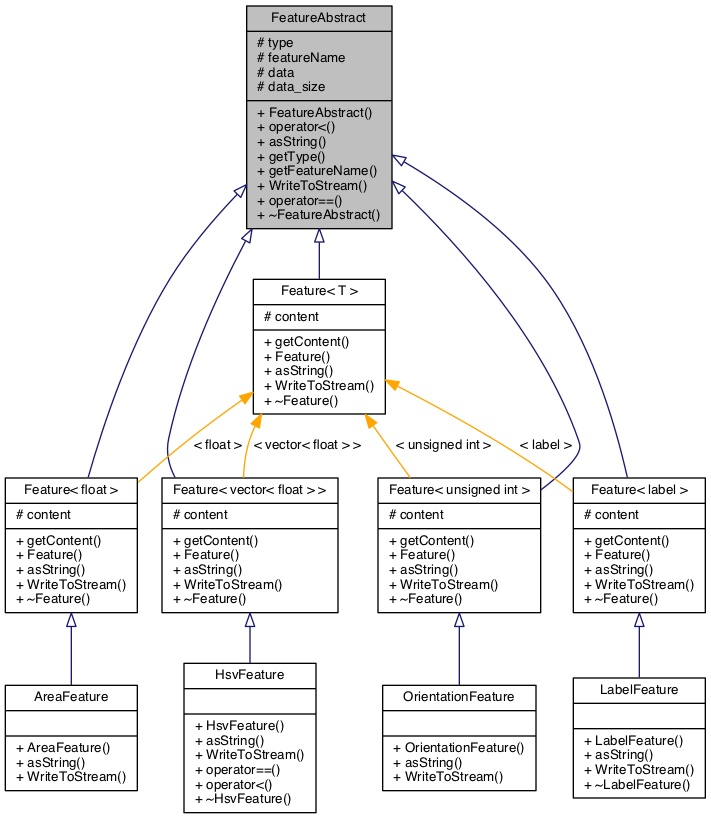 FeatureAbstract
# type
# featureName
# data
# data_size
+ FeatureAbstract()
+ operator<()
+ asString()
+ getType()
+ getFeatureName()
+ WriteToStream()
+ operator==()
+ ~FeatureAbstract()
Feature< T >
# content
+ getContent()
+ Feature()
+ asString()
+ WriteToStream()
+ ~Feature()
< float >
< vector< float > >
< unsigned int >
< label >
Feature< float >
# content
+ getContent()
+ Feature()
+ asString()
+ WriteToStream()
+ ~Feature()
Feature< vector< float > >
# content
+ getContent()
+ Feature()
+ asString()
+ WriteToStream()
+ ~Feature()
Feature< unsigned int >
# content
+ getContent()
+ Feature()
+ asString()
+ WriteToStream()
+ ~Feature()
Feature< label >
# content
+ getContent()
+ Feature()
+ asString()
+ WriteToStream()
+ ~Feature()
AreaFeature
+ AreaFeature()
+ asString()
+ WriteToStream()
HsvFeature
+ HsvFeature()
+ asString()
+ WriteToStream()
+ operator==()
+ operator<()
+ ~HsvFeature()
OrientationFeature
+ OrientationFeature()
+ asString()
+ WriteToStream()
LabelFeature
+ LabelFeature()
+ asString()
+ WriteToStream()
+ ~LabelFeature()